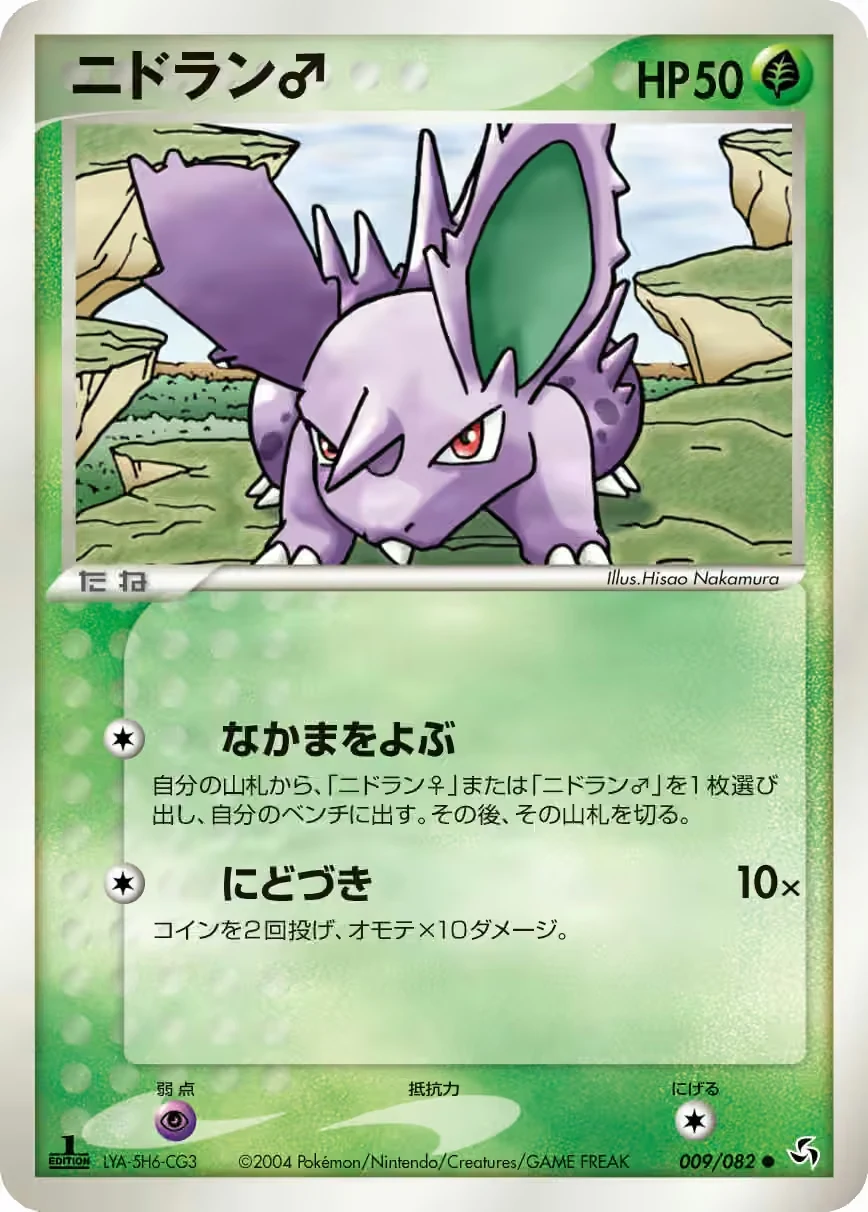 ニドラン♂ HP50
たね Illus.Hisao Nakamura
なかまをよぶ
自分の山札から、「ニドラン♀」または「ニドラン♂」を1枚選び
出し、自分のベンチに出す。その後、その山札を切る。
にどづき 10×
コインを2回投げ、オモテ×10ダメージ。
弱点 抵抗力 にげる
1 EDITION LYA-5H6-CG3 ©2004 Pokémon/Nintendo/Creatures/GAME FREAK 009/082 ●